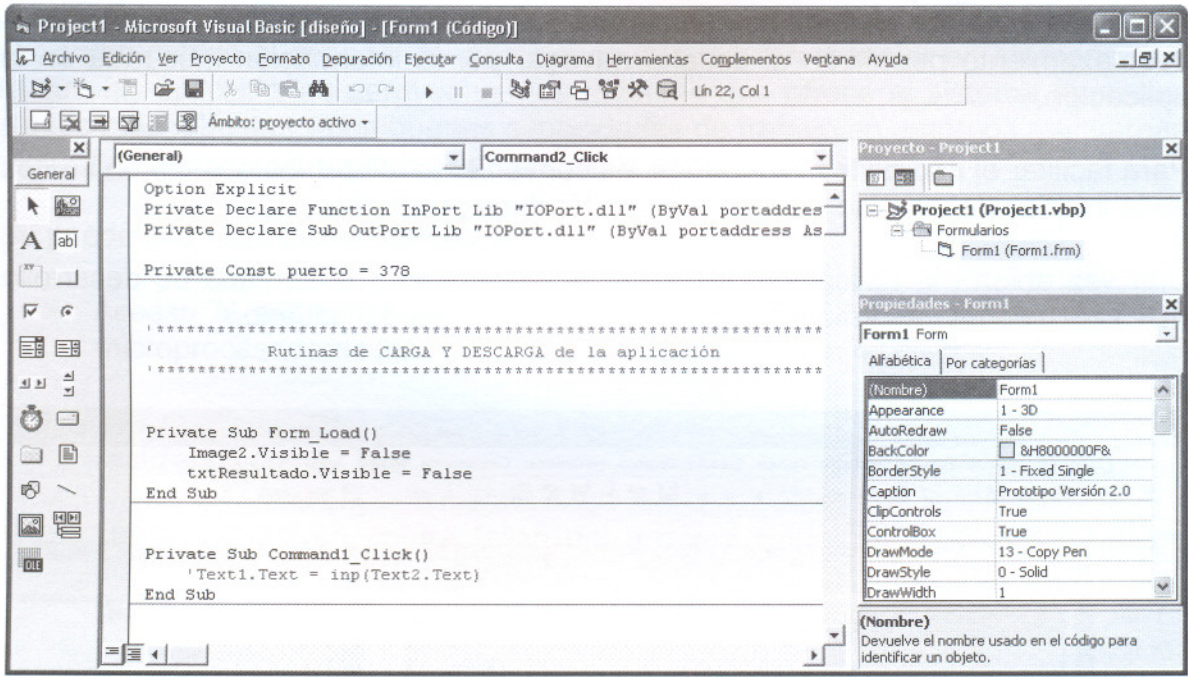 Project1 - Microsoft Visual Basic [diseño] - [Form1 (Código)]
Archivo Edición Ver Proyecto Formato Depuración Ejecutar Consulta Diagrama Herramientas Complementos Ventana Ayuda
Lín 22, Col 1
Ámbito: proyecto activo
General
A
ab|
XY
OLE
(General)
Command2_Click
Option Explicit
Private Declare Function InPort Lib "IOPort.dll" (ByVal portaddres
Private Declare Sub OutPort Lib "IOPort.dll" (ByVal portaddress As
Private Const puerto = 378
'******************************************************************
Rutinas de CARGA Y DESCARGA de la aplicación
'******************************************************************
Private Sub Form_Load()
Image2.Visible = False
txtResultado.Visible = False
End Sub
Private Sub Command1_Click()
'Text1.Text = inp(Text2.Text)
End Sub
Proyecto - Project1
Project1 (Project1.vbp)
Formularios
Form1 (Form1.frm)
Propiedades - Form1
Form1 Form
Alfabética Por categorías
(Nombre) Form1
Appearance 1 - 3D
AutoRedraw False
BackColor &H8000000F&
BorderStyle 1 - Fixed Single
Caption Prototipo Versión 2.0
ClipControls True
ControlBox True
DrawMode 13 - Copy Pen
DrawStyle 0 - Solid
DrawWidth 1
(Nombre)
Devuelve el nombre usado en el código para
identificar un objeto.